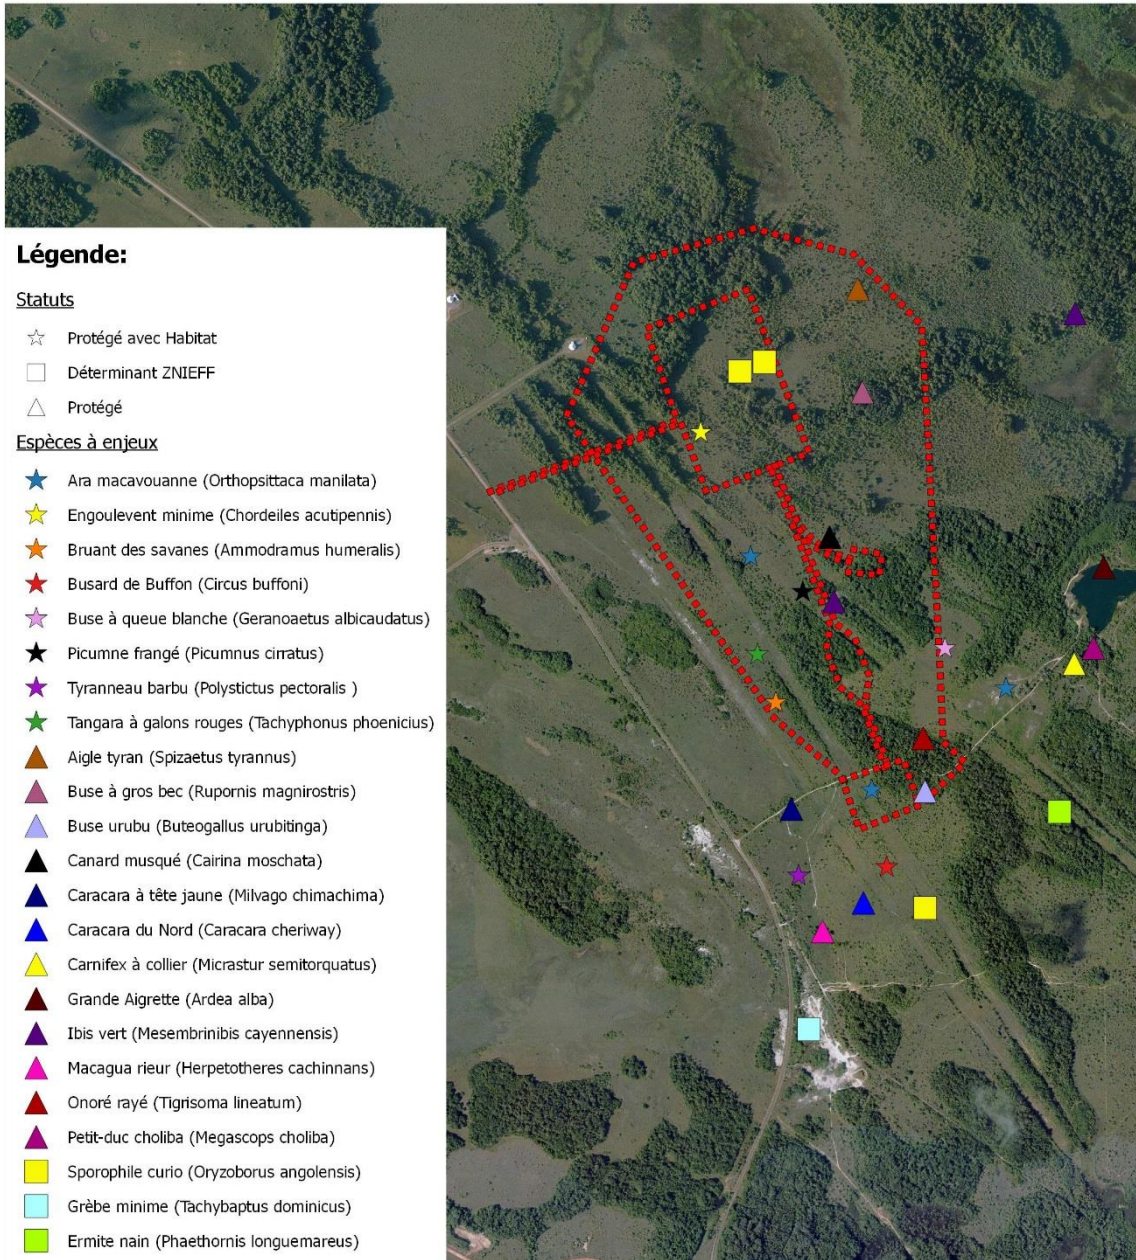 Légende:
Statuts
Protégé avec Habitat
Déterminant ZNIEFF
Protégé
Espèces à enjeux
Ara macavouanne (Orthopsittaca manilata)
Engoulevent minime (Chordeiles acutipennis)
Bruant des savanes (Ammodramus humeralis)
Busard de Buffon (Circus buffoni)
Buse à queue blanche (Geranoaetus albicaudatus)
Picumne frangé (Picumnus cirratus)
Tyranneau barbu (Polystictus pectoralis )
Tangara à galons rouges (Tachyphonus phoenicius)
Aigle tyran (Spizaetus tyrannus)
Buse à gros bec (Rupornis magnirostris)
Buse urubu (Buteogallus urubitinga)
Canard musqué (Cairina moschata)
Caracara à tête jaune (Milvago chimachima)
Caracara du Nord (Caracara cheriway)
Carnifex à collier (Micrastur semitorquatus)
Grande Aigrette (Ardea alba)
Ibis vert (Mesembrinibis cayennensis)
Macagua rieur (Herpetotheres cachinnans)
Onoré rayé (Tigrisoma lineatum)
Petit-duc choliba (Megascops choliba)
Sporophile curio (Oryzoborus angolensis)
Grèbe minime (Tachybaptus dominicus)
Ermite nain (Phaethornis longuemareus)